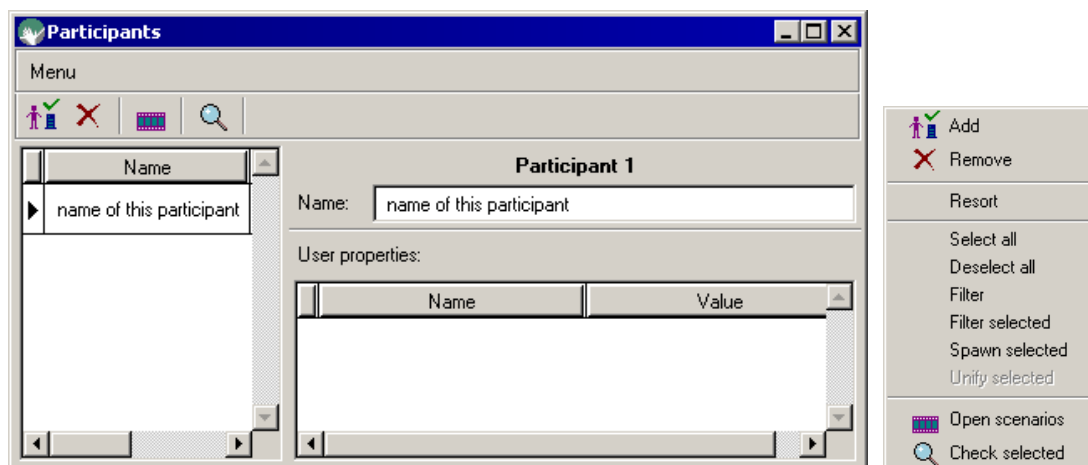 Participants
Menu
Name
name of this participant
Participant 1
Name: name of this participant
User properties:
Name Value
Add
Remove
Resort
Select all
Deselect all
Filter
Filter selected
Spawn selected
Unify selected
Open scenarios
Check selected